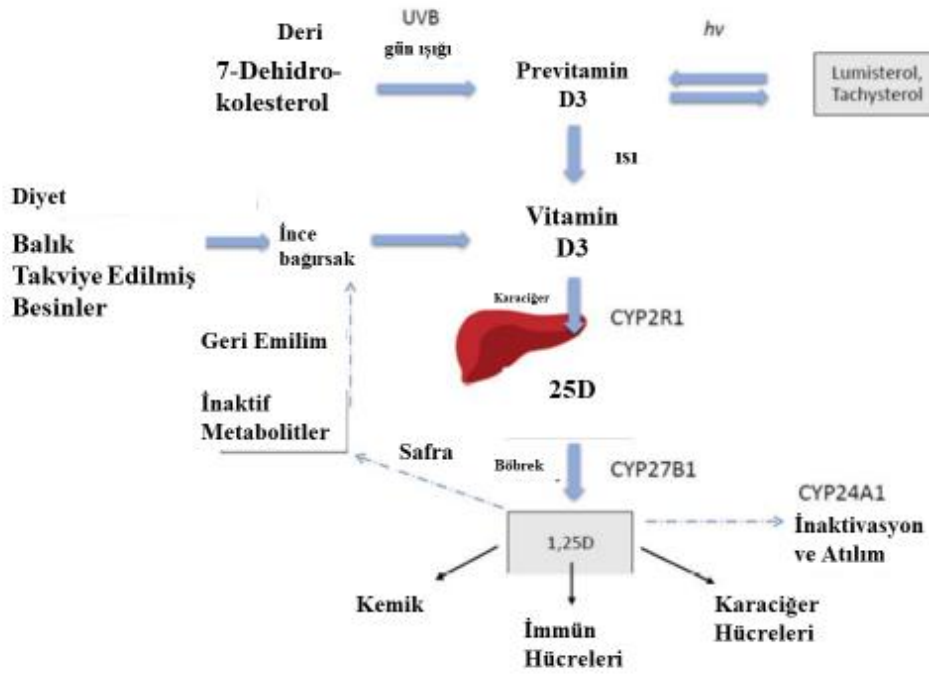 Deri
UVB
gün ışığı
hv
7-Dehidro-
kolesterol
Previtamin
D3
Lumisterol,
Tachysterol
ısı
Diyet
Balık
Takviye Edilmiş
Besinler
İnce
bağırsak
Vitamin
D3
Karaciğer
CYP2R1
Geri Emilim
25D
İnaktif
Metabolitler
Safra
Böbrek
CYP27B1
CYP24A1
İnaktivasyon
ve Atılım
1,25D
Kemik
İmmün
Hücreleri
Karaciğer
Hücreleri